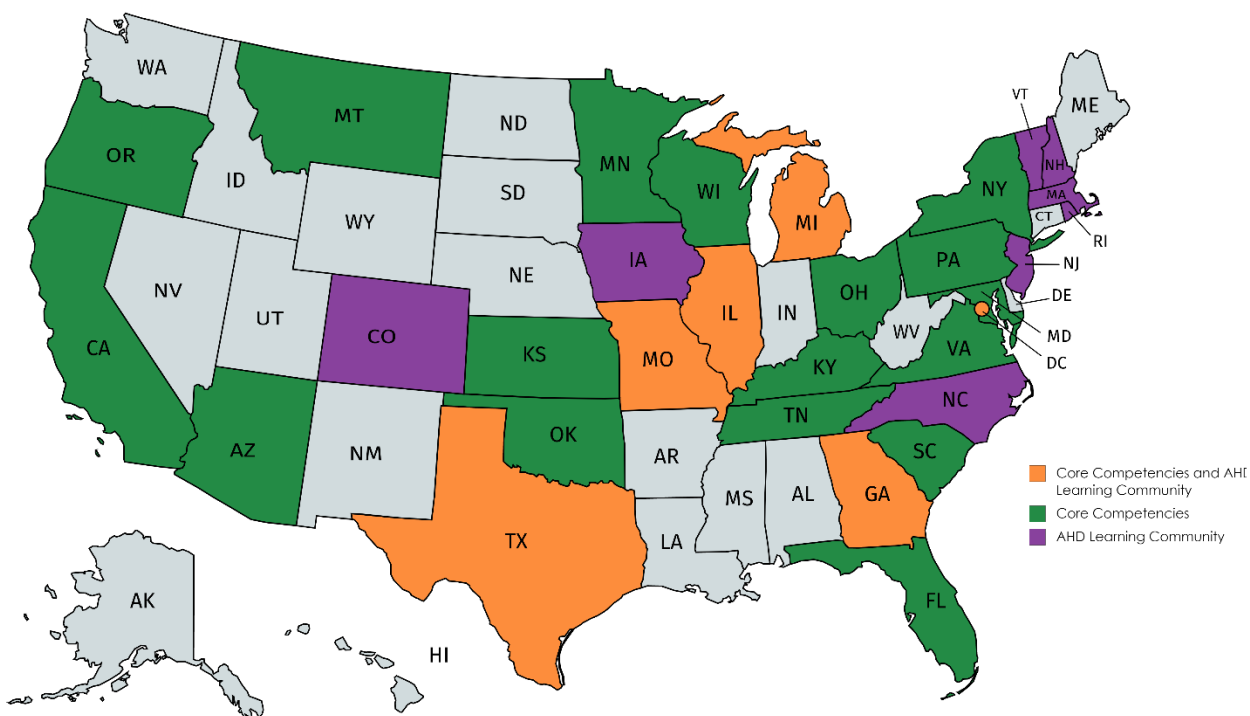 WA
MT
ND
MN
OR
ID
SD
WI
WY
MI
VT
ME
NH
NY
MA
CT
RI
NV
UT
CO
NE
IA
IL
IN
OH
PA
NJ
DE
MD
DC
WV
VA
CA
KS
MO
KY
AZ
NM
OK
AR
TN
NC
SC
TX
LA
MS
AL
GA
FL
AK
HI
Core Competencies and AHD
Learning Community
Core Competencies
AHD Learning Community